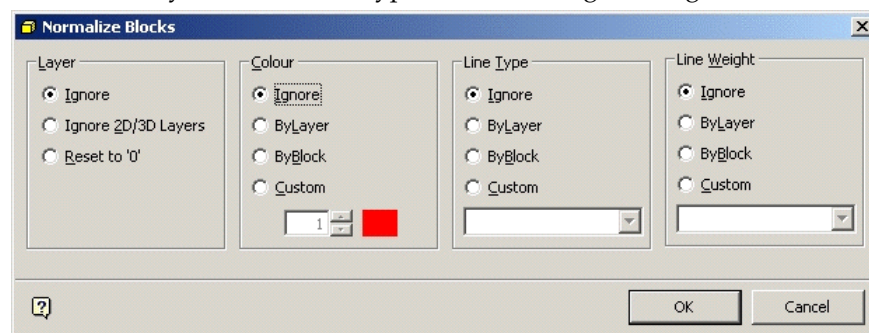 Normalize Blocks
Layer
Ignore
Ignore 2D/3D Layers
Reset to '0'
Colour
Ignore
ByLayer
ByBlock
Custom
1
Line Type
Ignore
ByLayer
ByBlock
Custom
Line Weight
Ignore
ByLayer
ByBlock
Custom
OK
Cancel